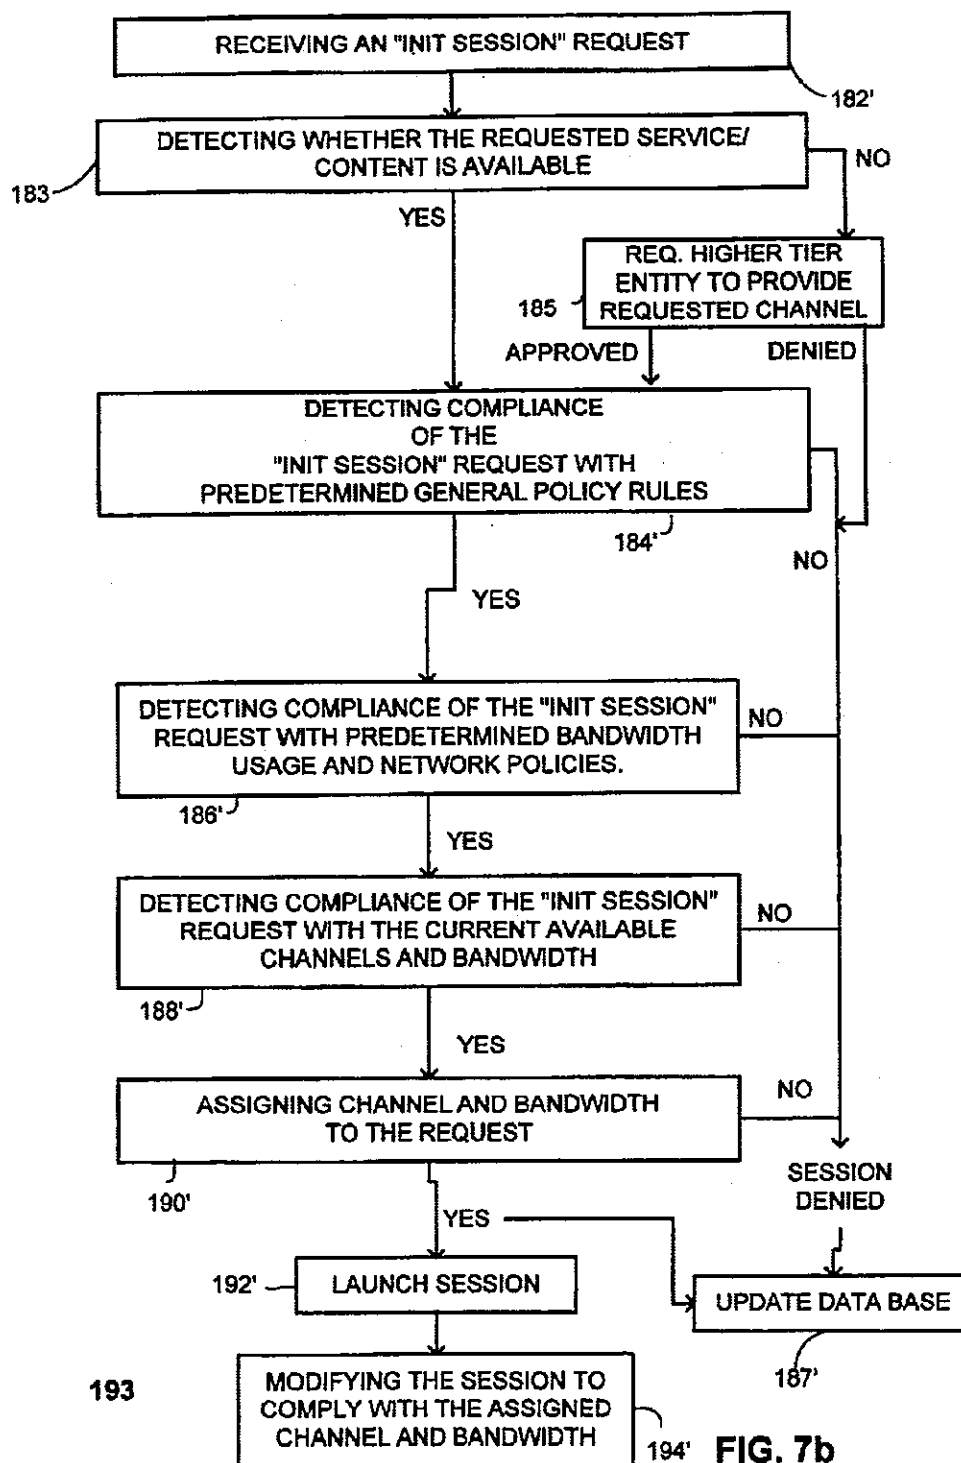 RECEIVING AN "INIT SESSION" REQUEST
182'
DETECTING WHETHER THE REQUESTED SERVICE/
CONTENT IS AVAILABLE
NO
183
YES
REQ. HIGHER TIER
ENTITY TO PROVIDE
REQUESTED CHANNEL
185
APPROVED
DENIED
DETECTING COMPLIANCE
OF THE
"INIT SESSION" REQUEST WITH
PREDETERMINED GENERAL POLICY RULES
184'
NO
YES
DETECTING COMPLIANCE OF THE "INIT SESSION"
REQUEST WITH PREDETERMINED BANDWIDTH
USAGE AND NETWORK POLICIES.
NO
186'
YES
DETECTING COMPLIANCE OF THE "INIT SESSION"
REQUEST WITH THE CURRENT AVAILABLE
CHANNELS AND BANDWIDTH
NO
188'
YES
ASSIGNING CHANNEL AND BANDWIDTH
TO THE REQUEST
NO
190'
SESSION
DENIED
YES
192'
LAUNCH SESSION
UPDATE DATA BASE
187'
193
MODIFYING THE SESSION TO
COMPLY WITH THE ASSIGNED
CHANNEL AND BANDWIDTH
194'
FIG. 7b